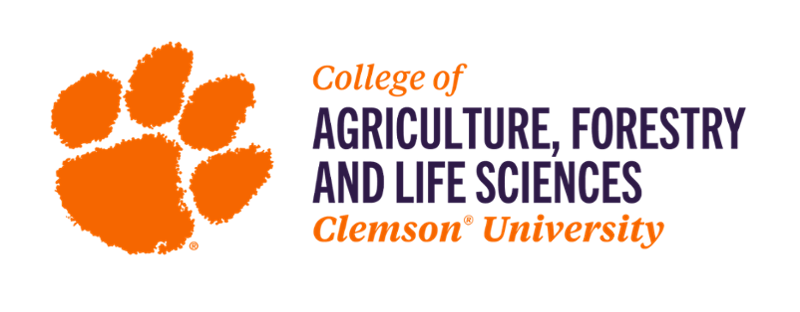 College of
AGRICULTURE, FORESTRY
AND LIFE SCIENCES
Clemson® University
®